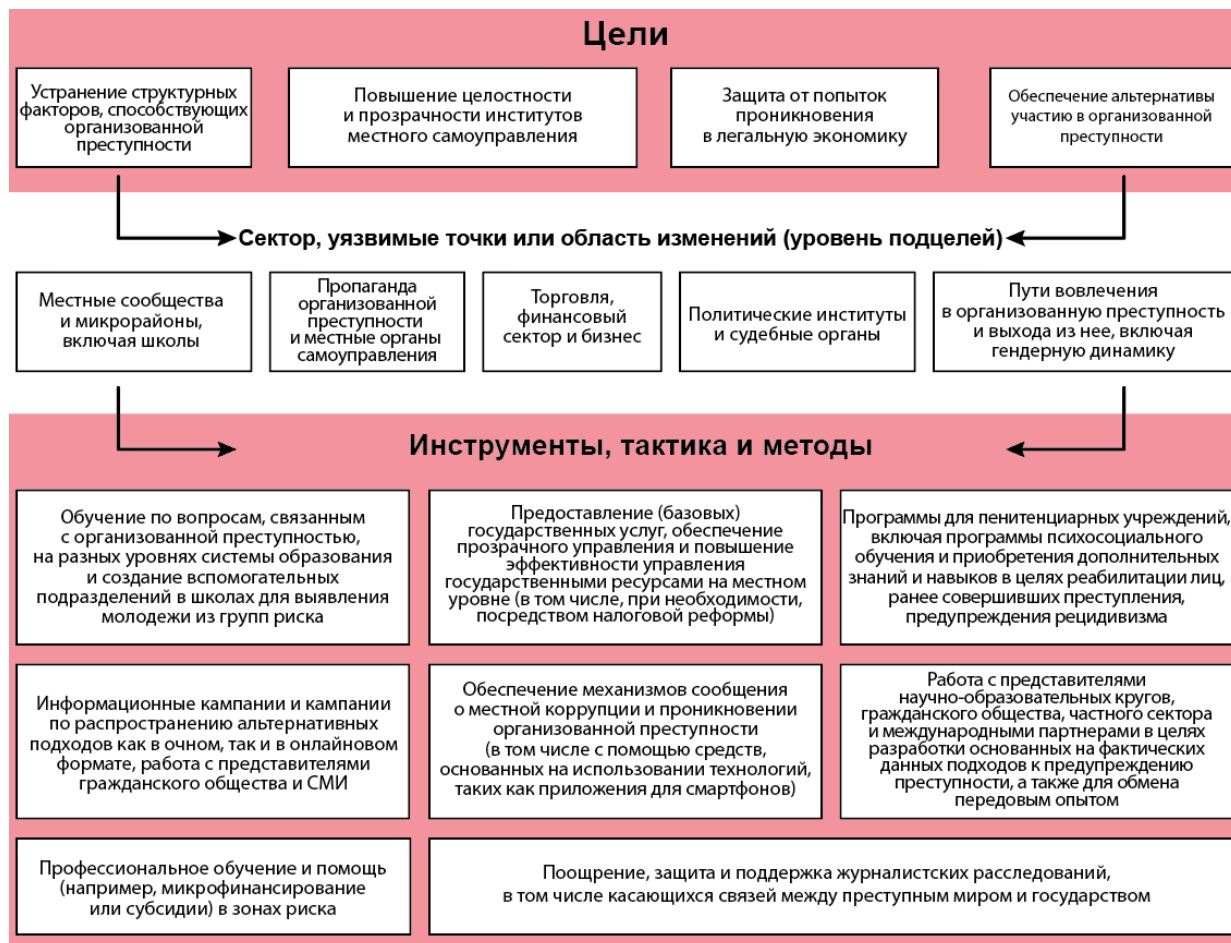 Цели
Устранение структурных
факторов, способствующих
организованной
преступности
Повышение целостности
и прозрачности институтов
местного самоуправления
Защита от попыток
проникновения
в легальную экономику
Обеспечение альтернативы
участию в организованной
преступности
Сектор, уязвимые точки или область изменений (уровень подцелей)
Местные сообщества
и микрорайоны,
включая школы
Пропаганда
организованной
преступности
и местные органы
самоуправления
Торговля,
финансовый
сектор и бизнес
Политические институты
и судебные органы
Пути вовлечения
в организованную преступность
и выхода из нее, включая
гендерную динамику
Инструменты, тактика и методы
Обучение по вопросам, связанным
с организованной преступностью,
на разных уровнях системы образования
и создание вспомогательных
подразделений в школах для выявления
молодежи из групп риска
Предоставление (базовых)
государственных услуг, обеспечение
прозрачного управления и повышение
эффективности управления
государственными ресурсами на местном
уровне (в том числе, при необходимости,
посредством налоговой реформы)
Программы для пенитенциарных учреждений,
включая программы психосоциального
обучения и приобретения дополнительных
знаний и навыков в целях реабилитации лиц,
ранее совершивших преступления,
предупреждения рецидивизма
Информационные кампании и кампании
по распространению альтернативных
подходов как в очном, так и в онлайновом
формате, работа с представителями
гражданского общества и СМИ
Обеспечение механизмов сообщения
о местной коррупции и проникновении
организованной преступности
(в том числе с помощью средств,
основанных на использовании технологий,
таких как приложения для смартфонов)
Работа с представителями
научно-образовательных кругов,
гражданского общества, частного сектора
и международными партнерами в целях
разработки основанных на фактических
данных подходов к предупреждению
преступности, а также для обмена
передовым опытом
Профессиональное обучение и помощь
(например, микрофинансирование
или субсидии) в зонах риска
Поощрение, защита и поддержка журналистских расследований,
в том числе касающихся связей между преступным миром и государством